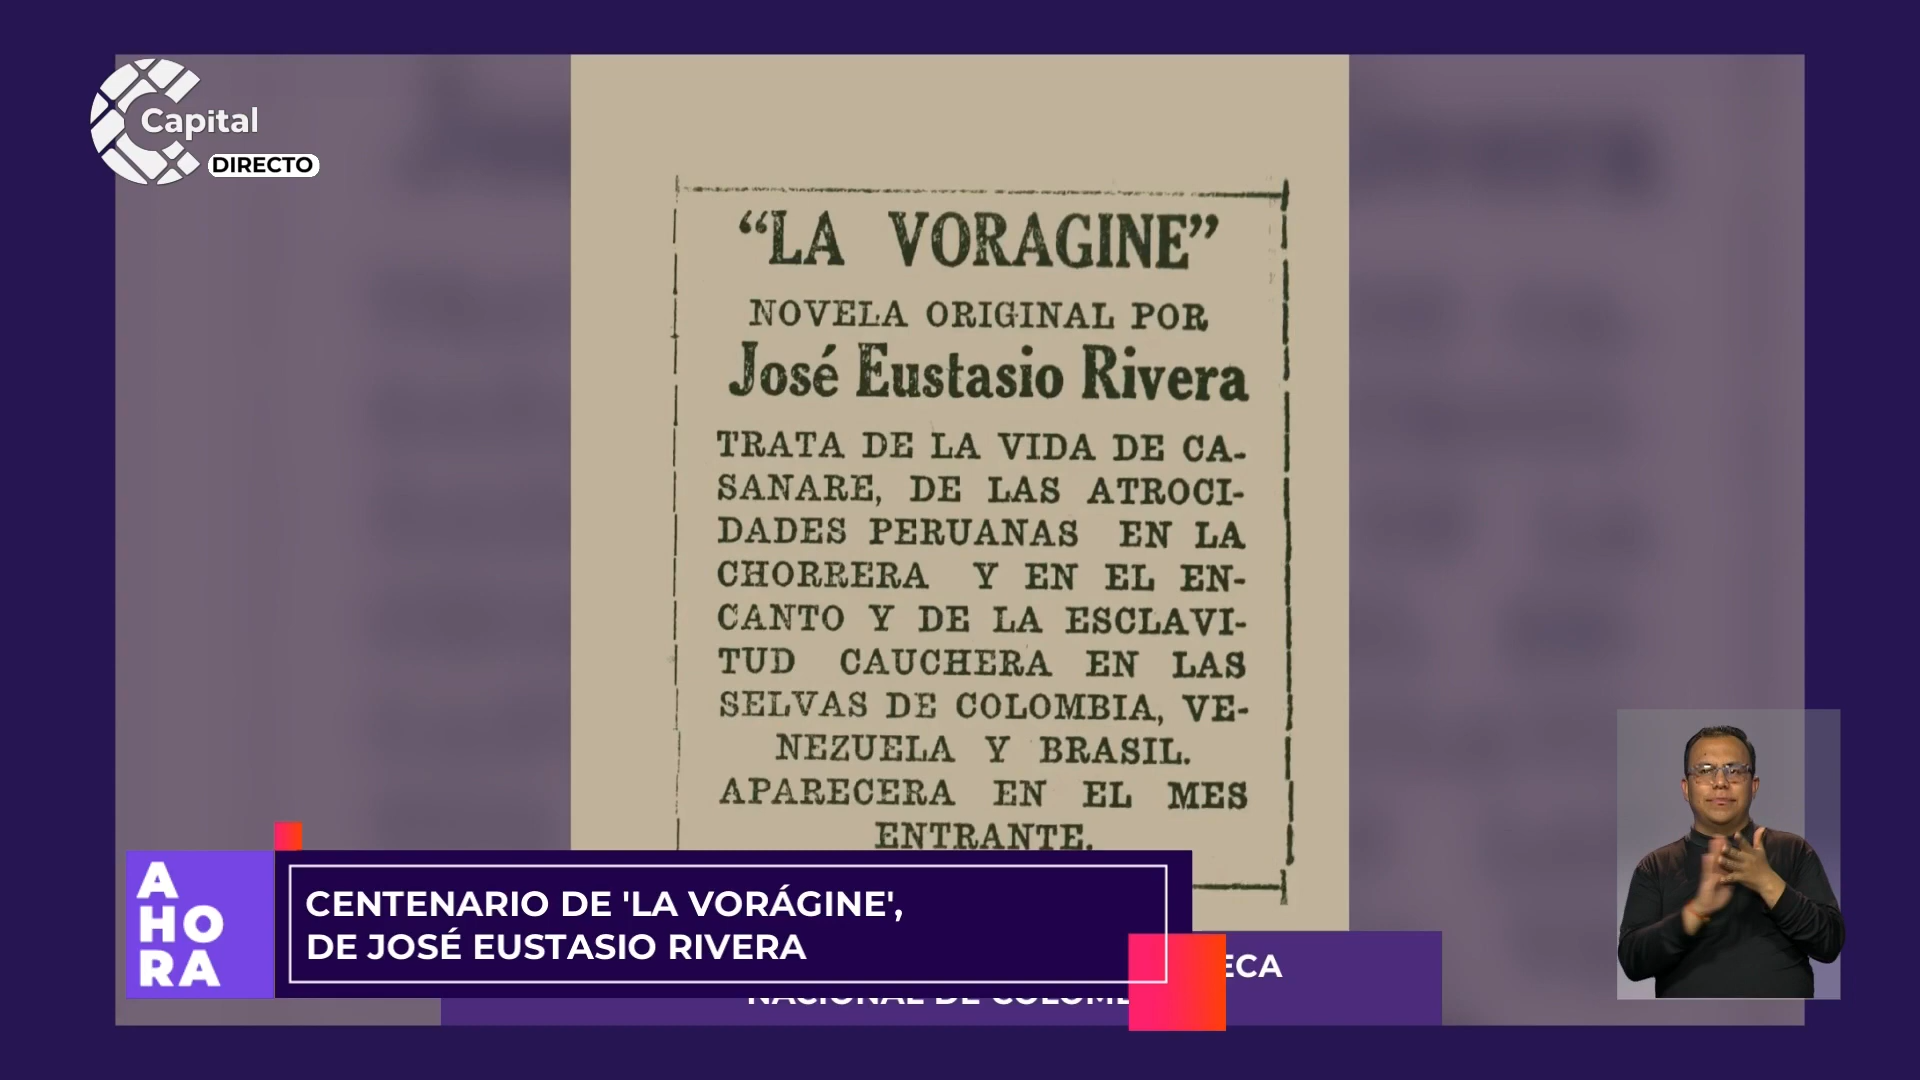 Capital
DIRECTO
“LA VORAGINE”
NOVELA ORIGINAL POR
José Eustasio Rivera
TRATA DE LA VIDA DE CA-
SANARE, DE LAS ATROCI-
DADES PERUANAS EN LA
CHORRERA Y EN EL EN-
CANTO Y DE LA ESCLAVI-
TUD CAUCHERA EN LAS
SELVAS DE COLOMBIA, VE-
NEZUELA Y BRASIL.
APARECERA EN EL MES
ENTRANTE.
A
HO
RA
CENTENARIO DE 'LA VORÁGINE',
DE JOSÉ EUSTASIO RIVERA
NACIONAL DE